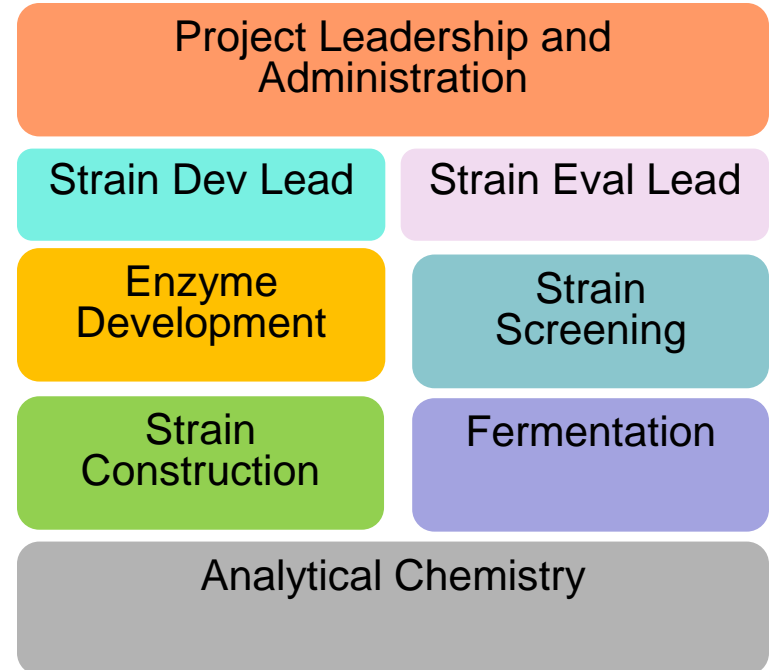 Project Leadership and
Administration
Strain Dev Lead
Strain Eval Lead
Enzyme
Development
Strain
Screening
Strain
Construction
Fermentation
Analytical Chemistry